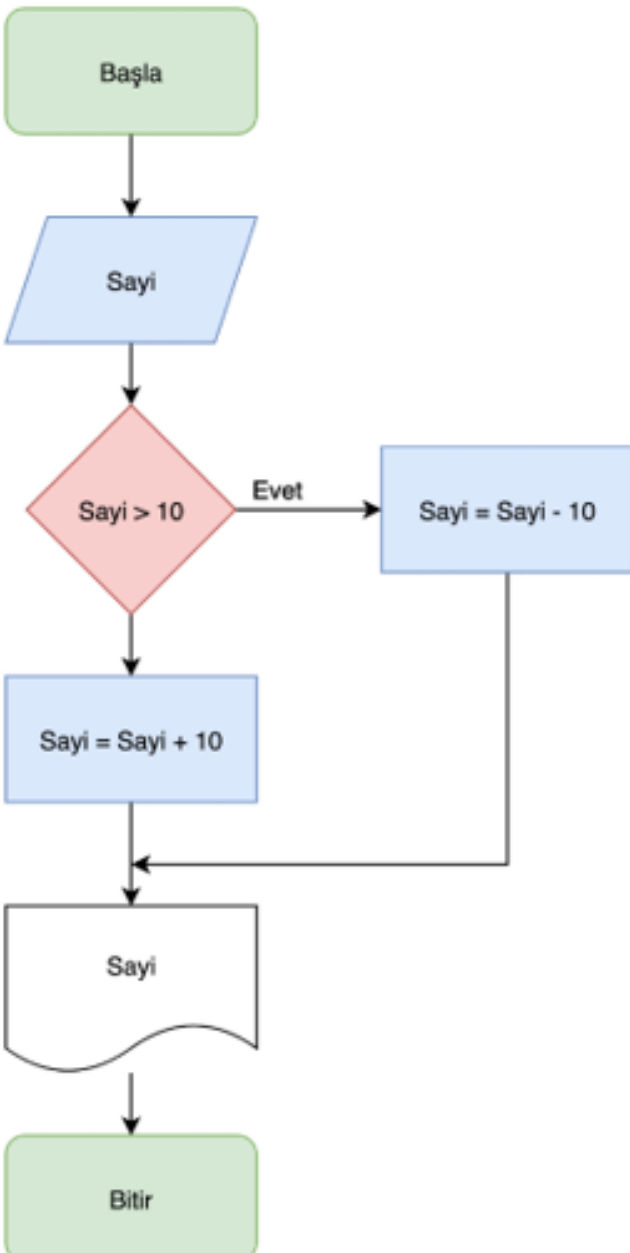 Başla
Sayi
Sayi > 10
Evet
Sayi = Sayi - 10
Sayi = Sayi + 10
Sayi
Bitir